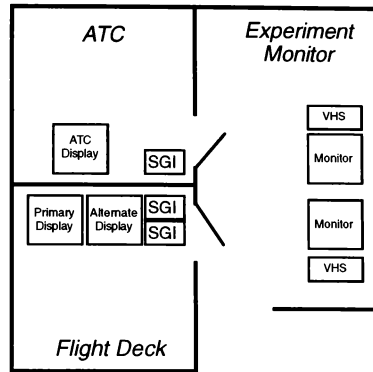 ATC
Experiment
Monitor
VHS
ATC
Display
SGI
Monitor
Primary
Display
Alternate
Display
SGI
SGI
Monitor
VHS
Flight Deck